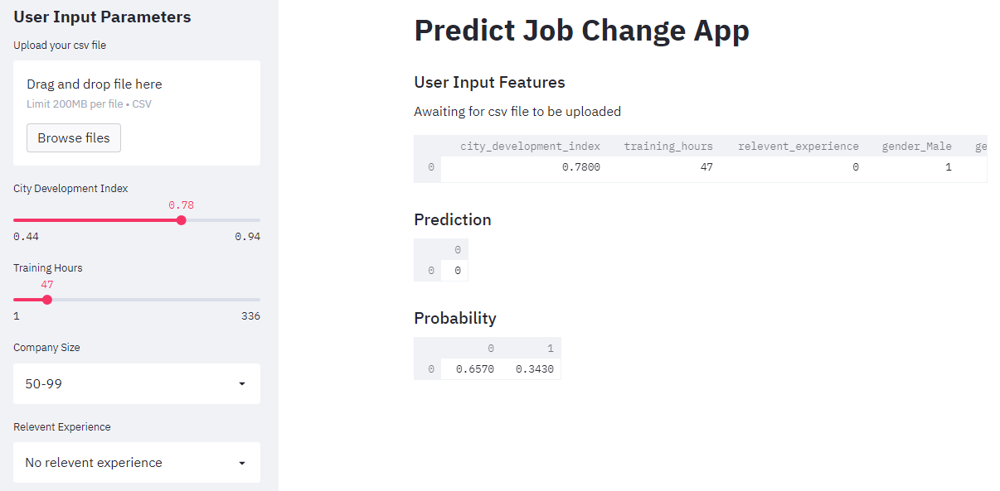 User Input Parameters
Upload your csv file
Drag and drop file here
Limit 200MB per file • CSV
Browse files
City Development Index
0.78
0.44 0.94
Training Hours
47
1 336
Company Size
50-99
Relevent Experience
No relevent experience
Predict Job Change App
User Input Features
Awaiting for csv file to be uploaded
city_development_index training_hours relevent_experience gender_Male ge
0 0.7800 47 0 1
Prediction
0
0 0
Probability
0 1
0 0.6570 0.3430